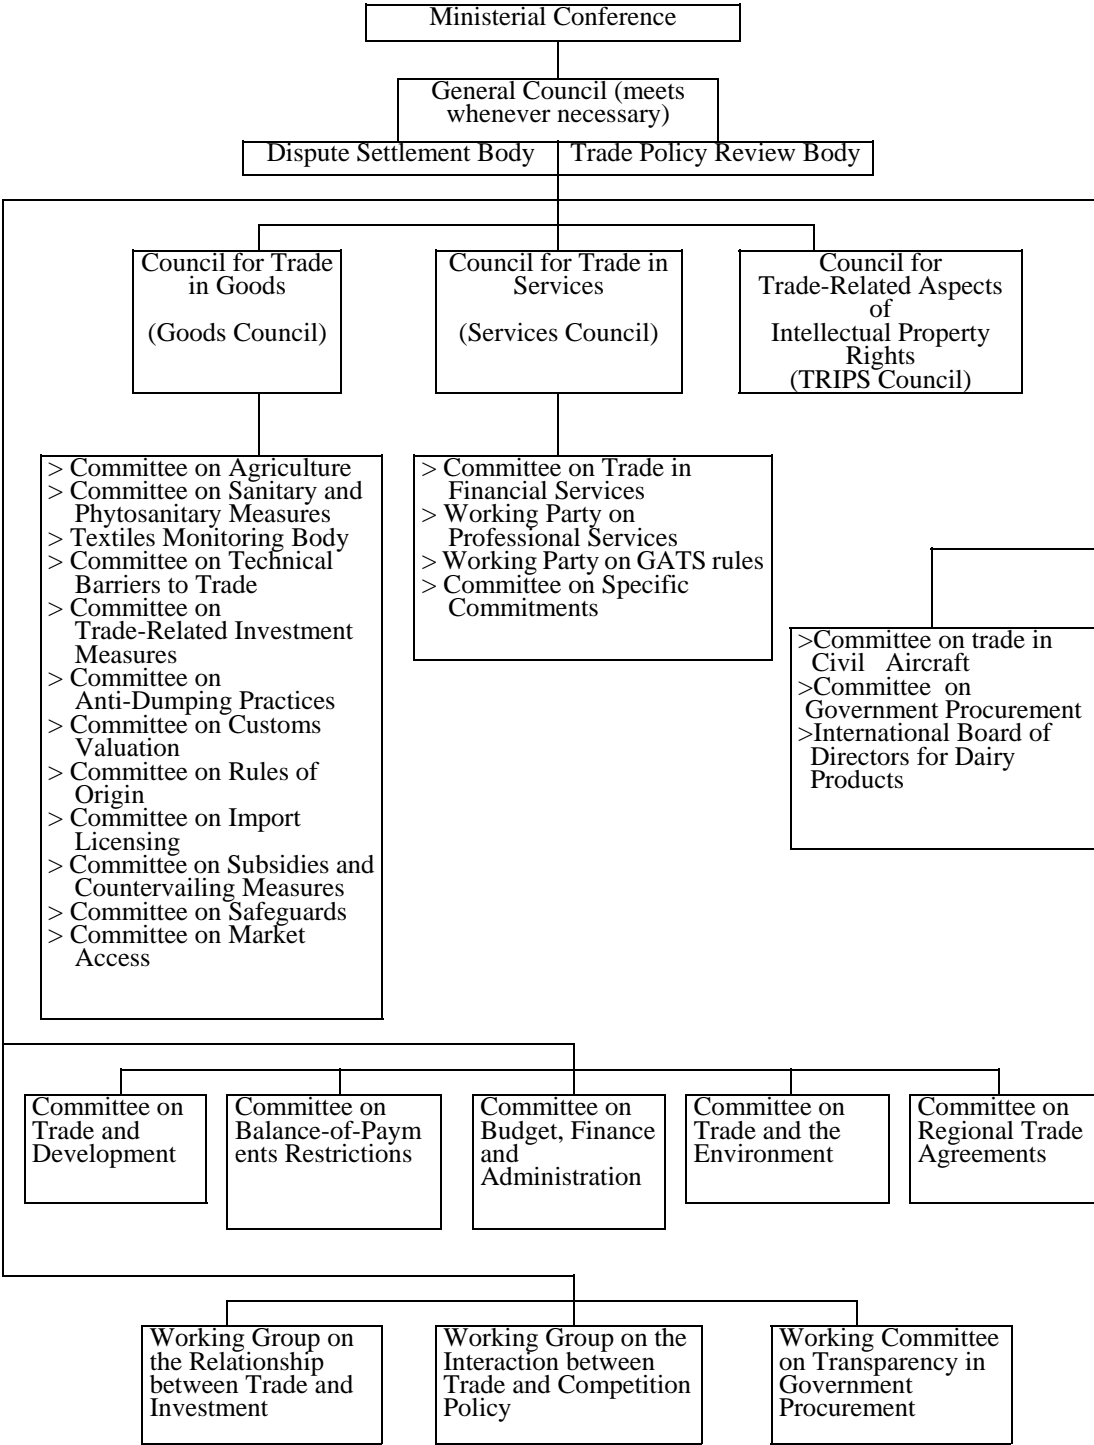 Ministerial Conference
General Council (meets
whenever necessary)
Dispute Settlement Body
Trade Policy Review Body
Council for Trade
in Goods
(Goods Council)
Council for Trade in
Services
(Services Council)
Council for
Trade-Related Aspects
of
Intellectual Property
Rights
(TRIPS Council)
> Committee on Agriculture
> Committee on Sanitary and
Phytosanitary Measures
> Textiles Monitoring Body
> Committee on Technical
Barriers to Trade
> Committee on
Trade-Related Investment
Measures
> Committee on
Anti-Dumping Practices
> Committee on Customs
Valuation
> Committee on Rules of
Origin
> Committee on Import
Licensing
> Committee on Subsidies and
Countervailing Measures
> Committee on Safeguards
> Committee on Market
Access
> Committee on Trade in
Financial Services
> Working Party on
Professional Services
> Working Party on GATS rules
> Committee on Specific
Commitments
>Committee on trade in
Civil Aircraft
>Committee on
Government Procurement
>International Board of
Directors for Dairy
Products
Committee on
Trade and
Development
Committee on
Balance-of-Paym
ents Restrictions
Committee on
Budget, Finance
and
Administration
Committee on
Trade and the
Environment
Committee on
Regional Trade
Agreements
Working Group on
the Relationship
between Trade and
Investment
Working Group on the
Interaction between
Trade and Competition
Policy
Working Committee
on Transparency in
Government
Procurement